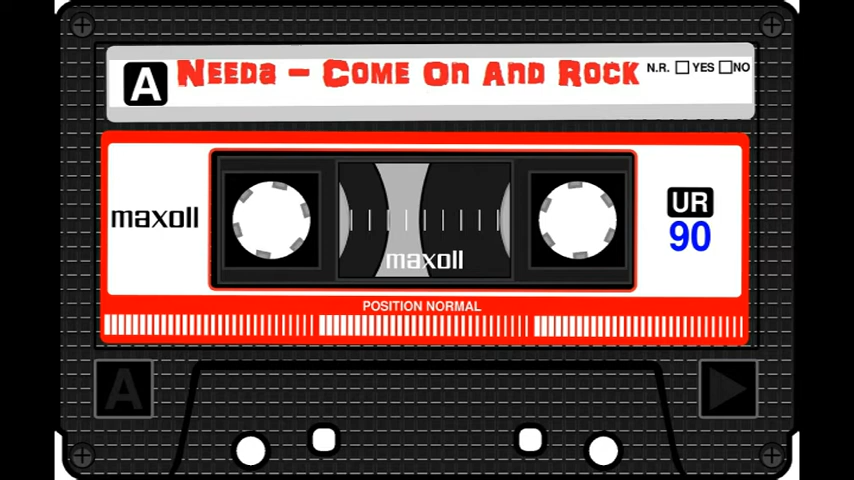 A
Needa – Come On And Rock
N.R. YES NO
maxoll
maxoll
UR
90
POSITION NORMAL
A